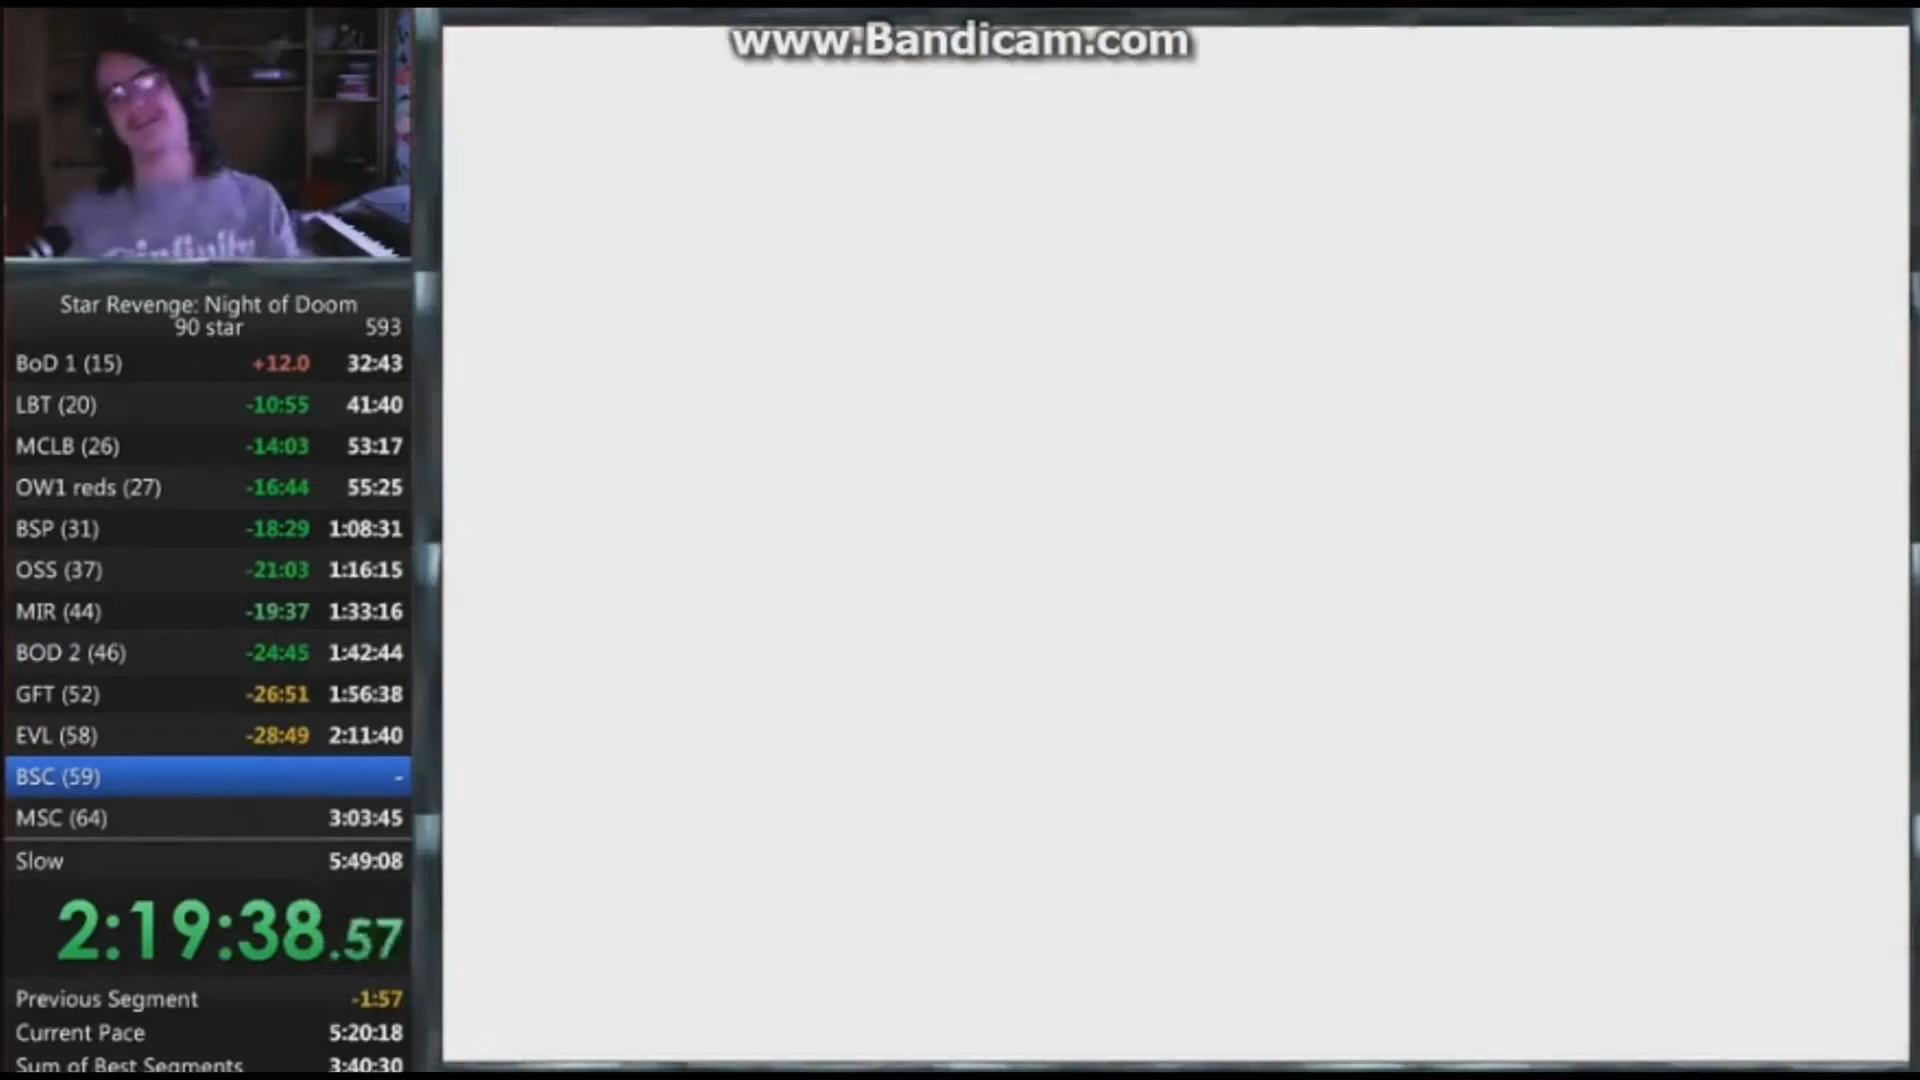 www.Bandicam.com
infinity
Star Revenge: Night of Doom
90 star 593
BoD 1 (15) +12.0 32:43
LBT (20) -10:55 41:40
MCLB (26) -14:03 53:17
OW1 reds (27) -16:44 55:25
BSP (31) -18:29 1:08:31
OSS (37) -21:03 1:16:15
MIR (44) -19:37 1:33:16
BOD 2 (46) -24:45 1:42:44
GFT (52) -26:51 1:56:38
EVL (58) -28:49 2:11:40
BSC (59) -
MSC (64) 3:03:45
Slow 5:49:08
2:19:38.57
Previous Segment -1:57
Current Pace 5:20:18
Sum of Best Segments 3:40:30